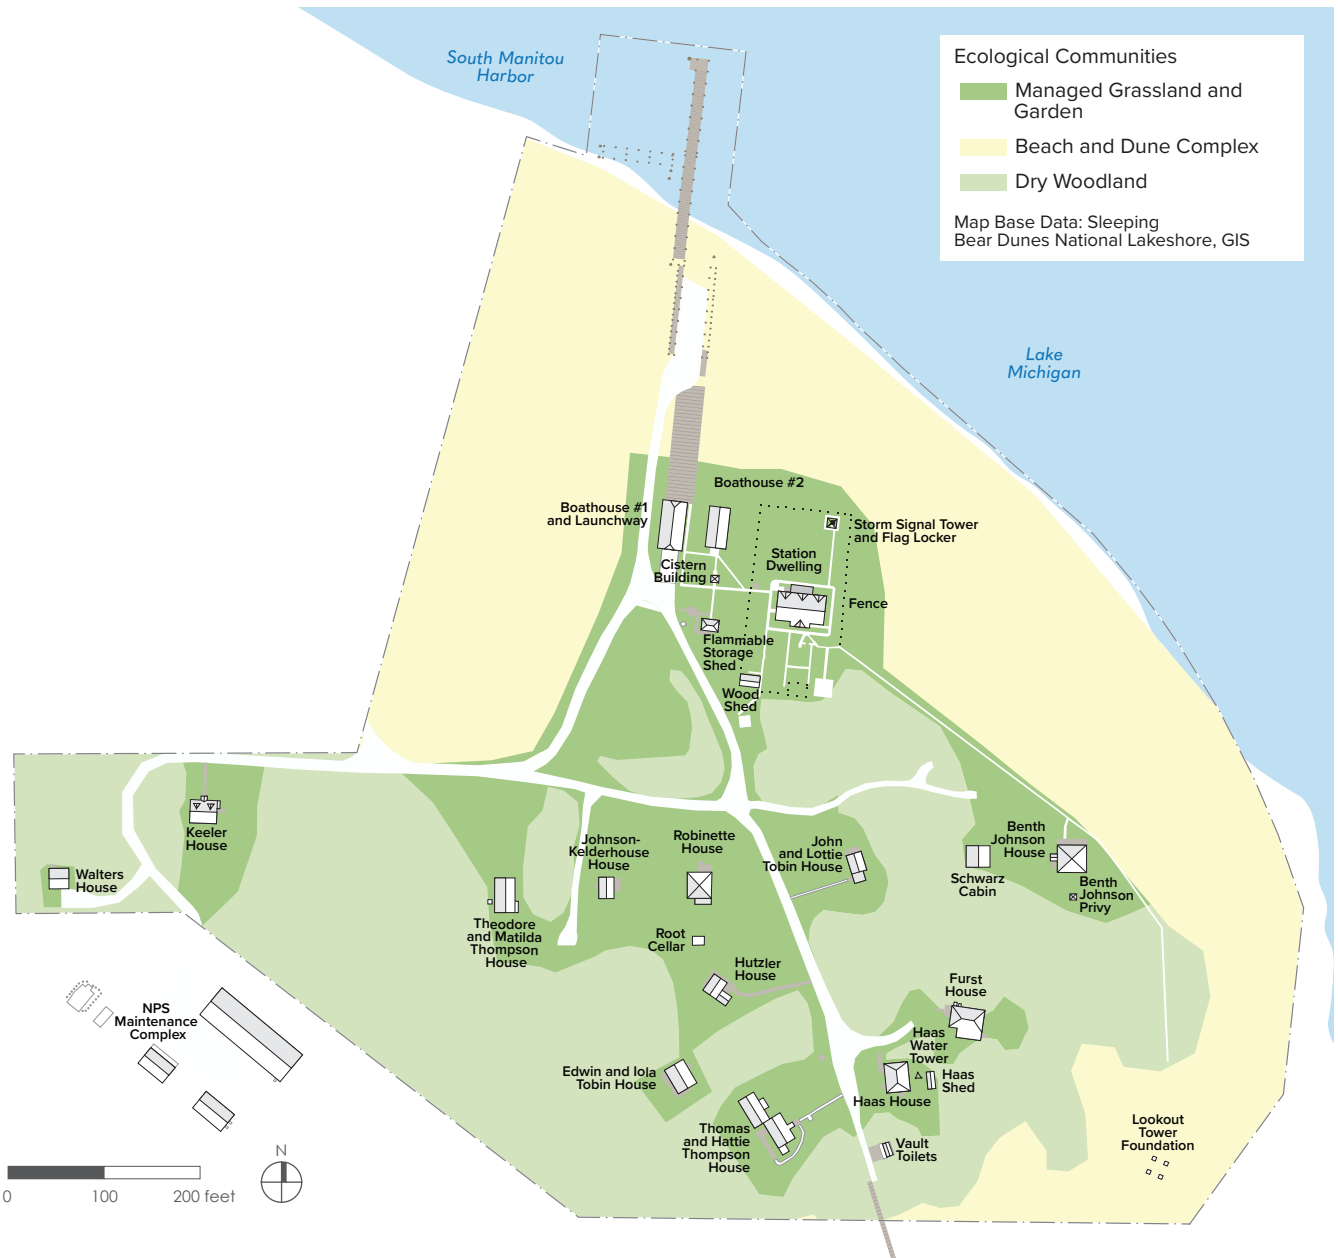 South Manitou
Harbor
Ecological Communities
Managed Grassland and
Garden
Beach and Dune Complex
Dry Woodland
Map Base Data: Sleeping
Bear Dunes National Lakeshore, GIS
Lake
Michigan
Boathouse #2
Boathouse #1
and Launchway
Storm Signal Tower
and Flag Locker
Station
Dwelling
Cistern
Building
Fence
Flammable
Storage
Shed
Wood
Shed
Keeler
House
Walters
House
Johnson-
Kelderhouse
House
Robinette
House
John
and Lottie
Tobin House
Benth
Johnson
House
Schwarz
Cabin
Benth
Johnson
Privy
Theodore
and Matilda
Thompson
House
Root
Cellar
Hutzler
House
Furst
House
NPS
Maintenance
Complex
Haas
Water
Tower
Haas
Shed
Edwin and Iola
Tobin House
Haas House
Thomas
and Hattie
Thompson
House
Vault
Toilets
Lookout
Tower
Foundation
N
0
100
200 feet